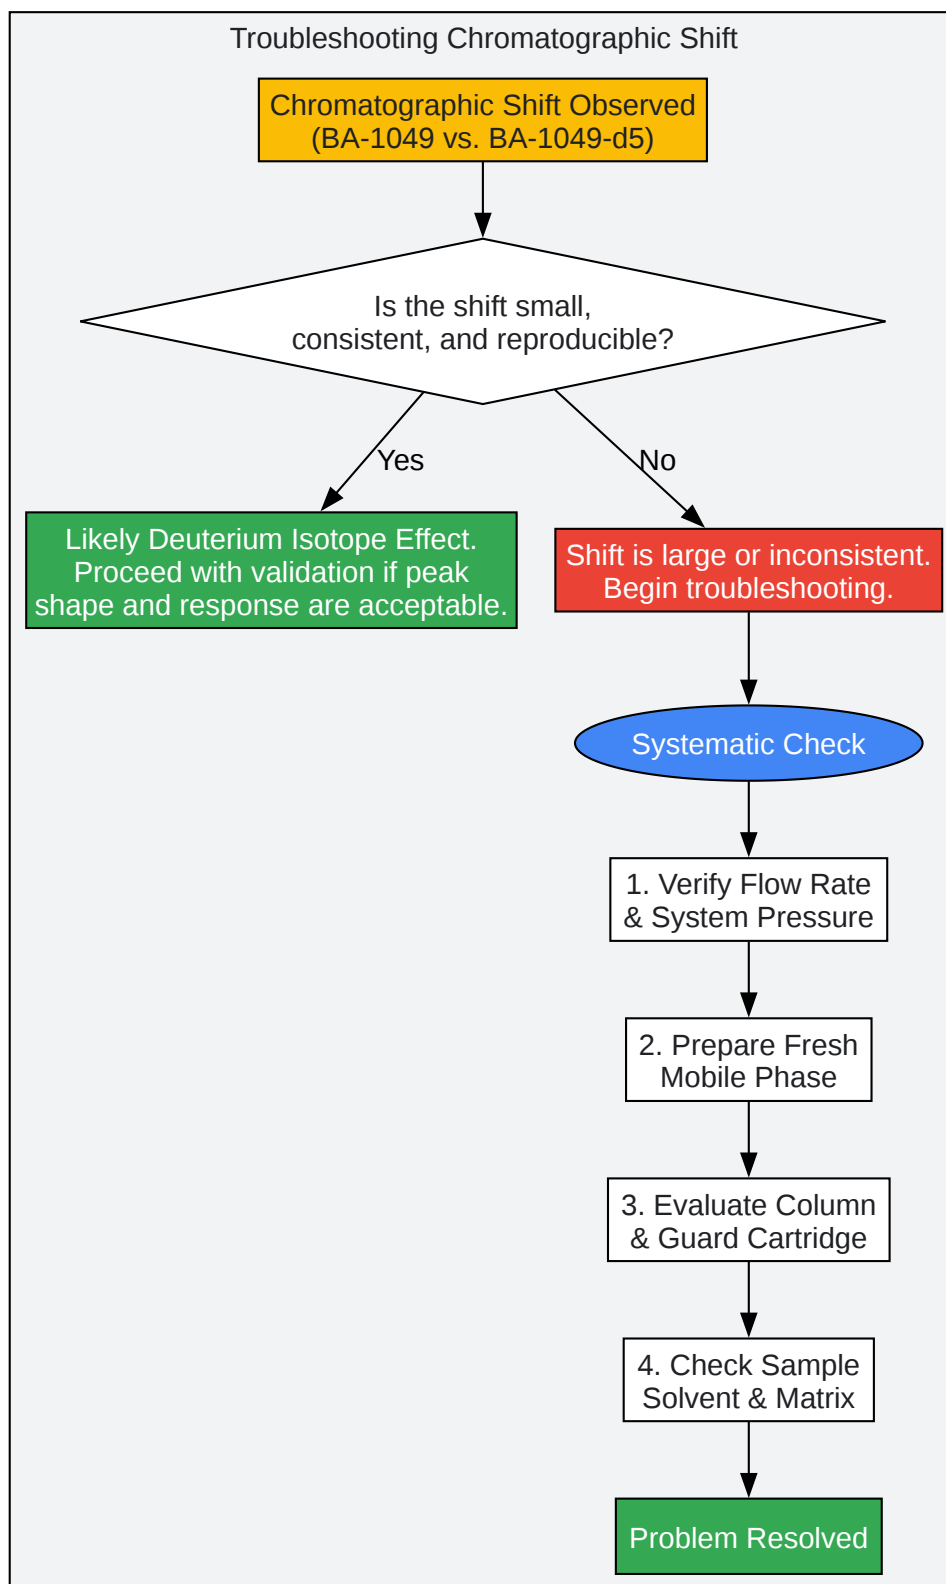 Troubleshooting Chromatographic Shift
Chromatographic Shift Observed
(BA-1049 vs. BA-1049-d5)
Is the shift small,
consistent, and reproducible?
Yes
No
Likely Deuterium Isotope Effect.
Proceed with validation if peak
shape and response are acceptable.
Shift is large or inconsistent.
Begin troubleshooting.
Systematic Check
1. Verify Flow Rate
& System Pressure
2. Prepare Fresh
Mobile Phase
3. Evaluate Column
& Guard Cartridge
4. Check Sample
Solvent & Matrix
Problem Resolved